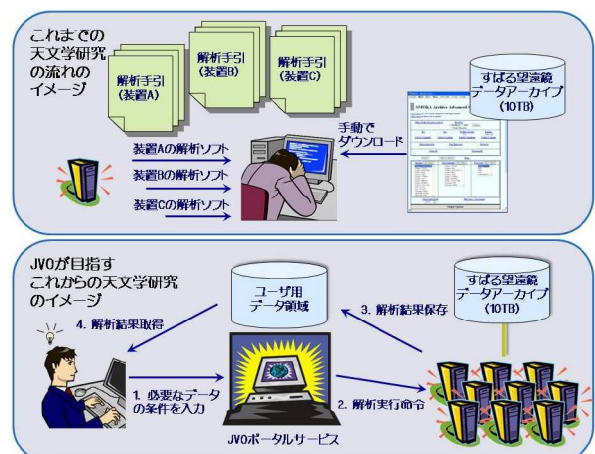 これまでの
天文学研究
の流れの
イメージ
解析手引
(装置A)
解析手引
(装置B)
解析手引
(装置C)
すばる望遠鏡
データアーカイブ
(10TB)
手動で
ダウンロード
装置Aの解析ソフト
装置Bの解析ソフト
装置Cの解析ソフト
JVOが目指す
これからの天文学研究
のイメージ
ユーザ用
データ領域
すばる望遠鏡
データアーカイブ
(10TB)
4. 解析結果取得
3. 解析結果保存
1. 必要なデータ
の条件を入力
2. 解析実行命令
JVOポータルサービス